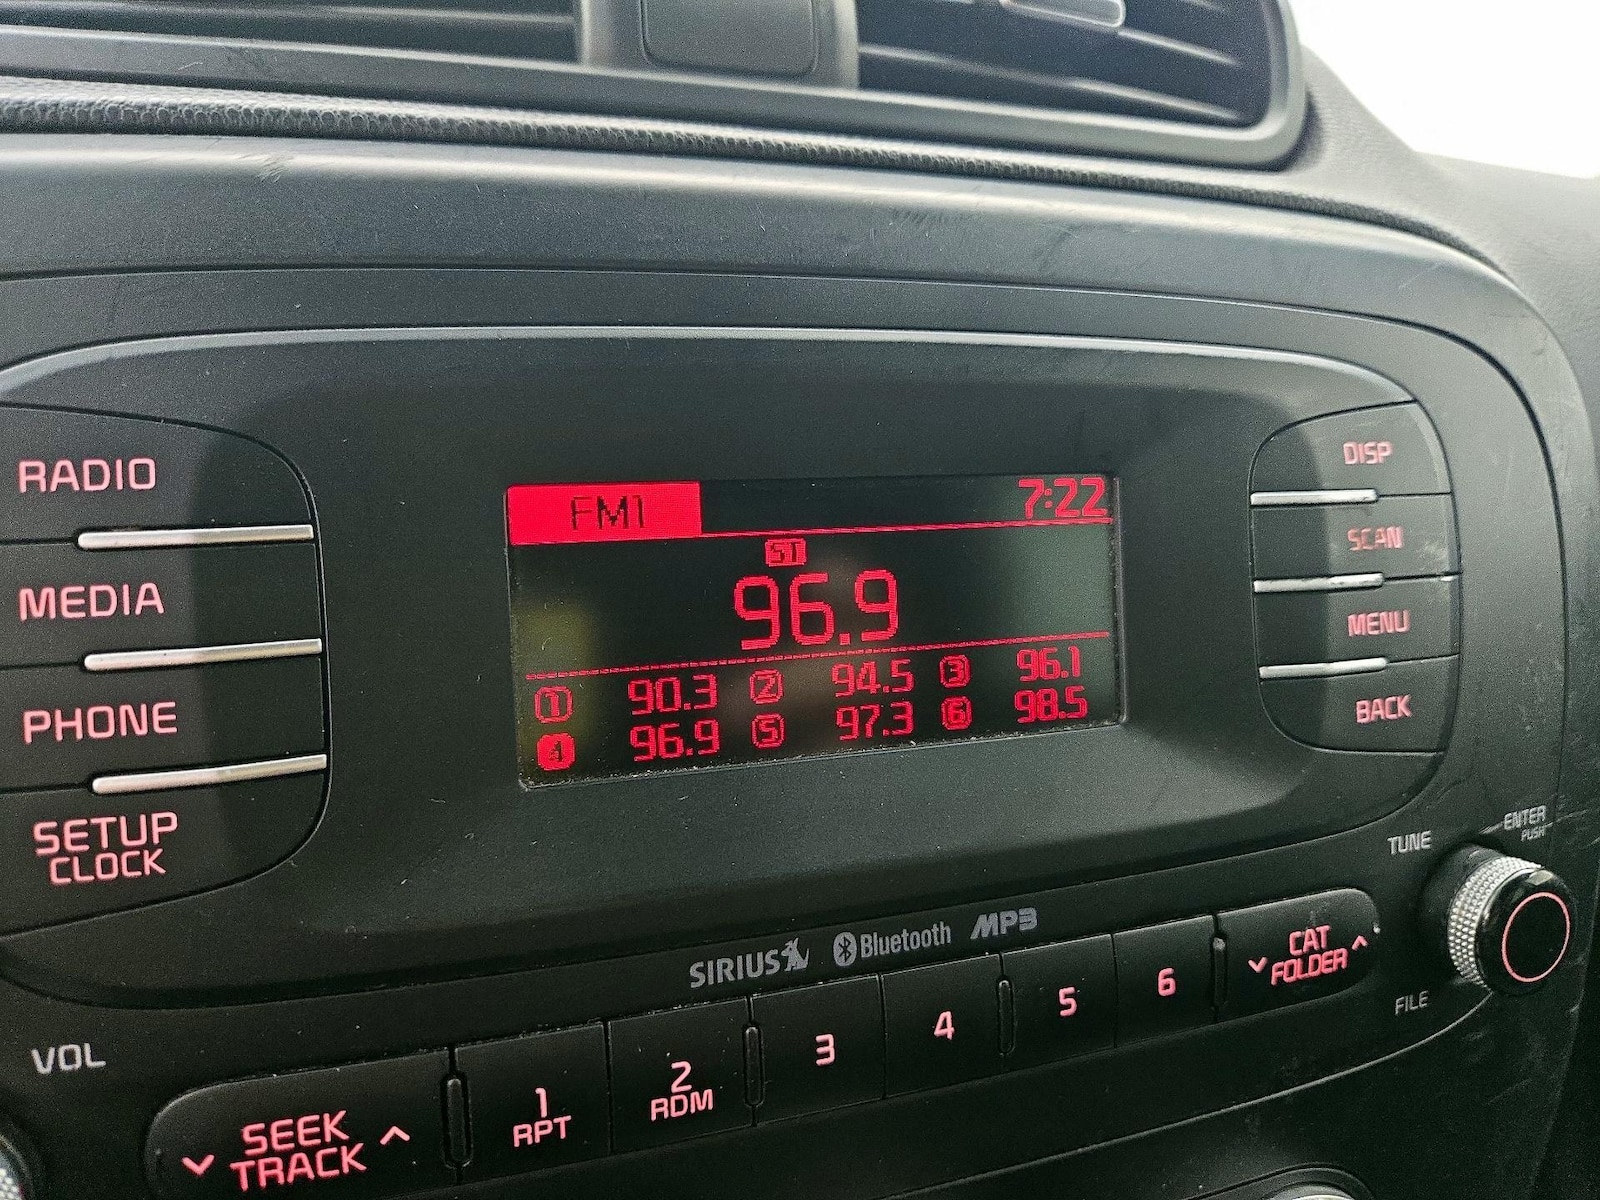 RADIO
MEDIA
PHONE
SETUP
CLOCK
FM1 7:22
ST
96.9
1 90.3 2 94.5 3 96.1
4 96.9 5 97.3 6 98.5
DISP
SCAN
MENU
BACK
TUNE
ENTER
PUSH
FILE
SIRIUS Bluetooth MP3
VOL
SEEK
TRACK
1
RPT
2
RDM
3
4
5
6
CAT
FOLDER